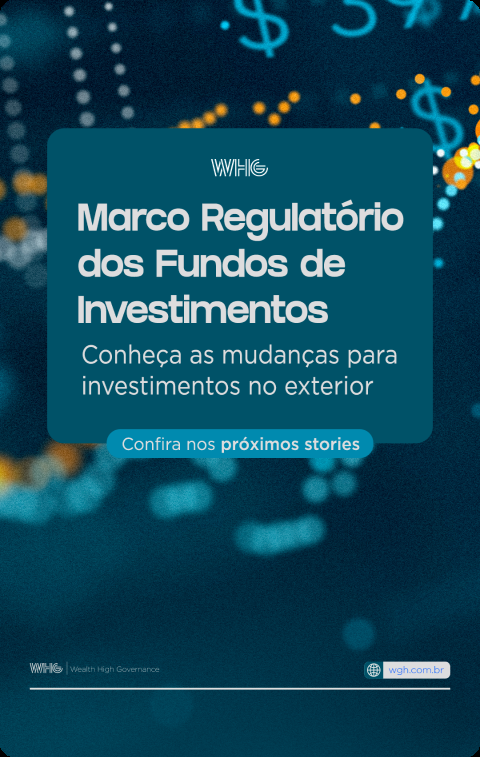 WHG
Marco Regulatório
dos Fundos de
Investimentos
Conheça as mudanças para
investimentos no exterior
Confira nos próximos stories
WHG Wealth High Governance
wgh.com.br